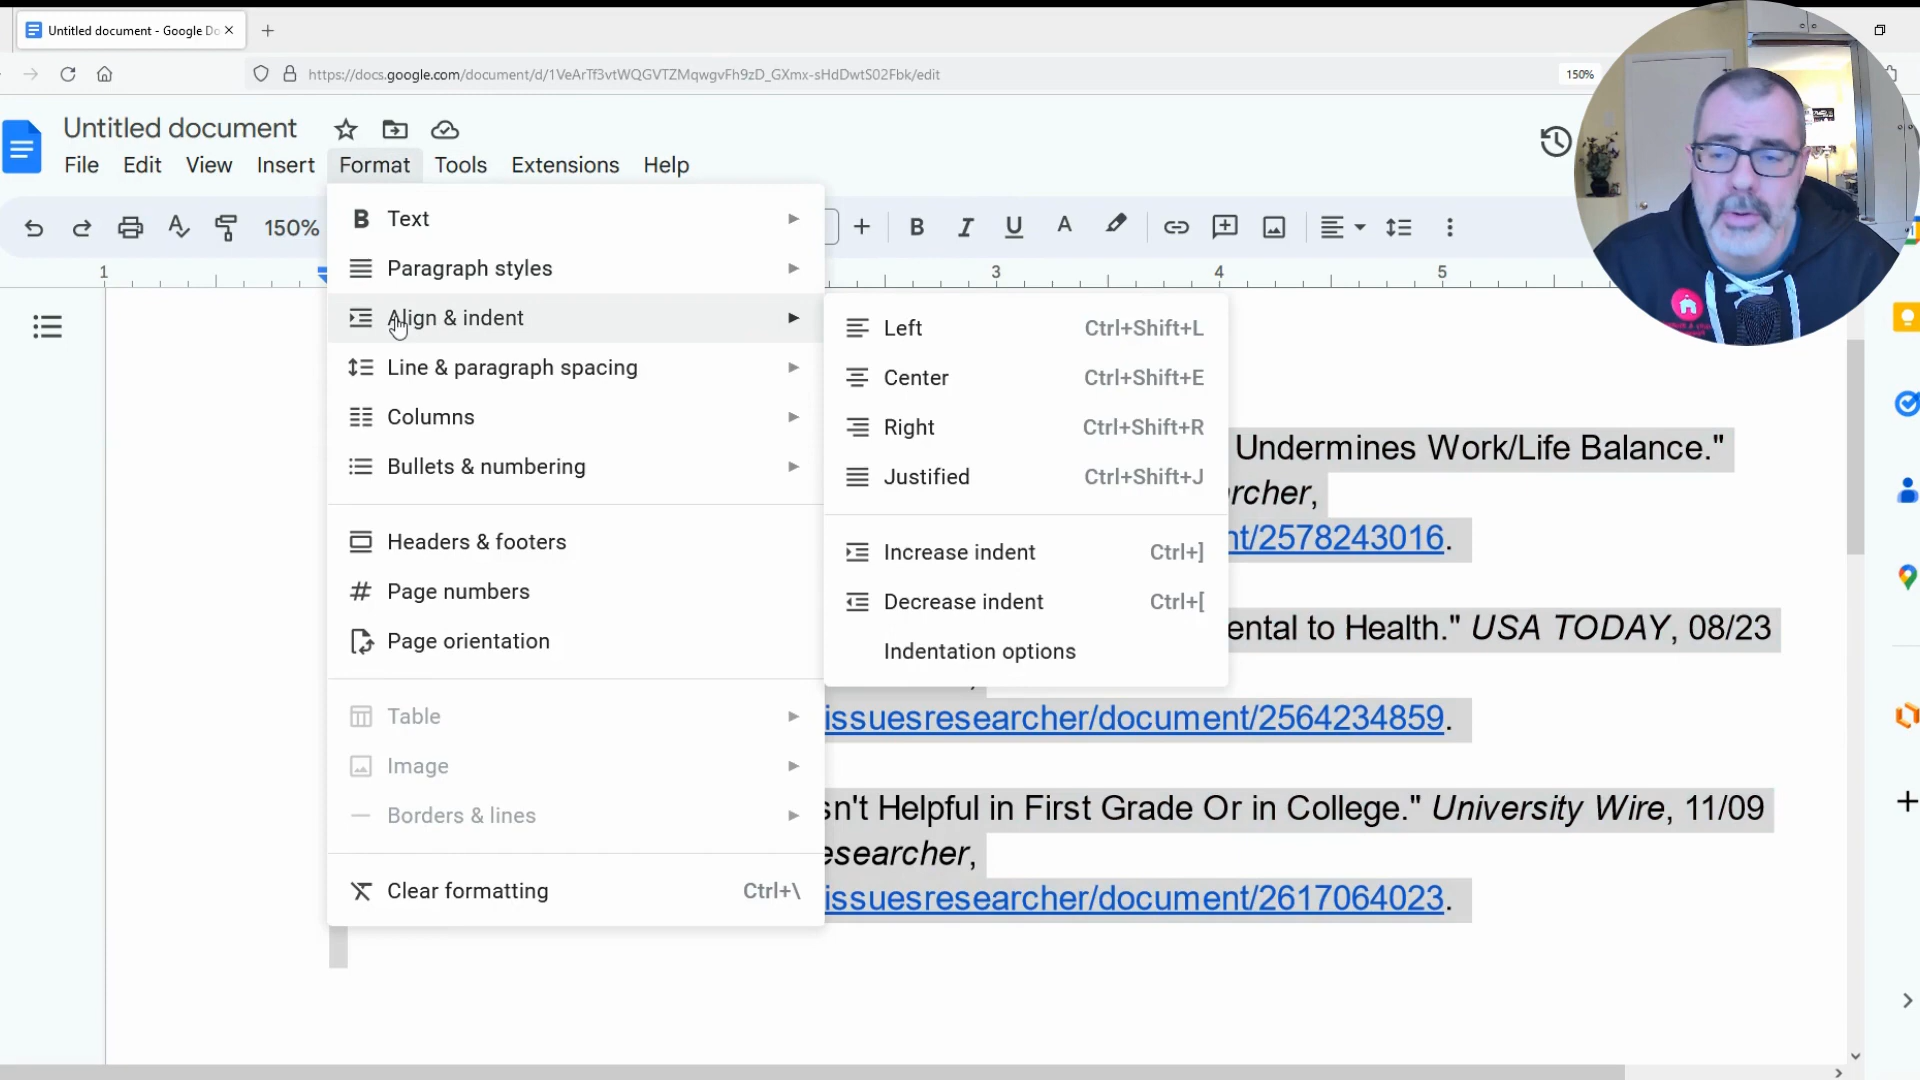 Untitled document - Google Do
https://docs.google.com/document/d/1VeArTf3vtWQGVTZMqwgvFh9zD_GXmx-sHdDwtS02Fbk/edit
150%
Untitled document
File Edit View Insert Format Tools Extensions Help
150%
1 3 4 5
Text
Paragraph styles
Align & indent
Line & paragraph spacing
Columns
Bullets & numbering
Headers & footers
Page numbers
Page orientation
Table
Image
Borders & lines
Clear formatting Ctrl+\
Left Ctrl+Shift+L
Center Ctrl+Shift+E
Right Ctrl+Shift+R
Justified Ctrl+Shift+J
Increase indent Ctrl+]
Decrease indent Ctrl+[
Indentation options
Undermines Work/Life Balance."
rcher,
nt/2578243016.
ental to Health." USA TODAY, 08/23
issuesresearcher/document/2564234859.
sn't Helpful in First Grade Or in College." University Wire, 11/09
esearcher,
issuesresearcher/document/2617064023.